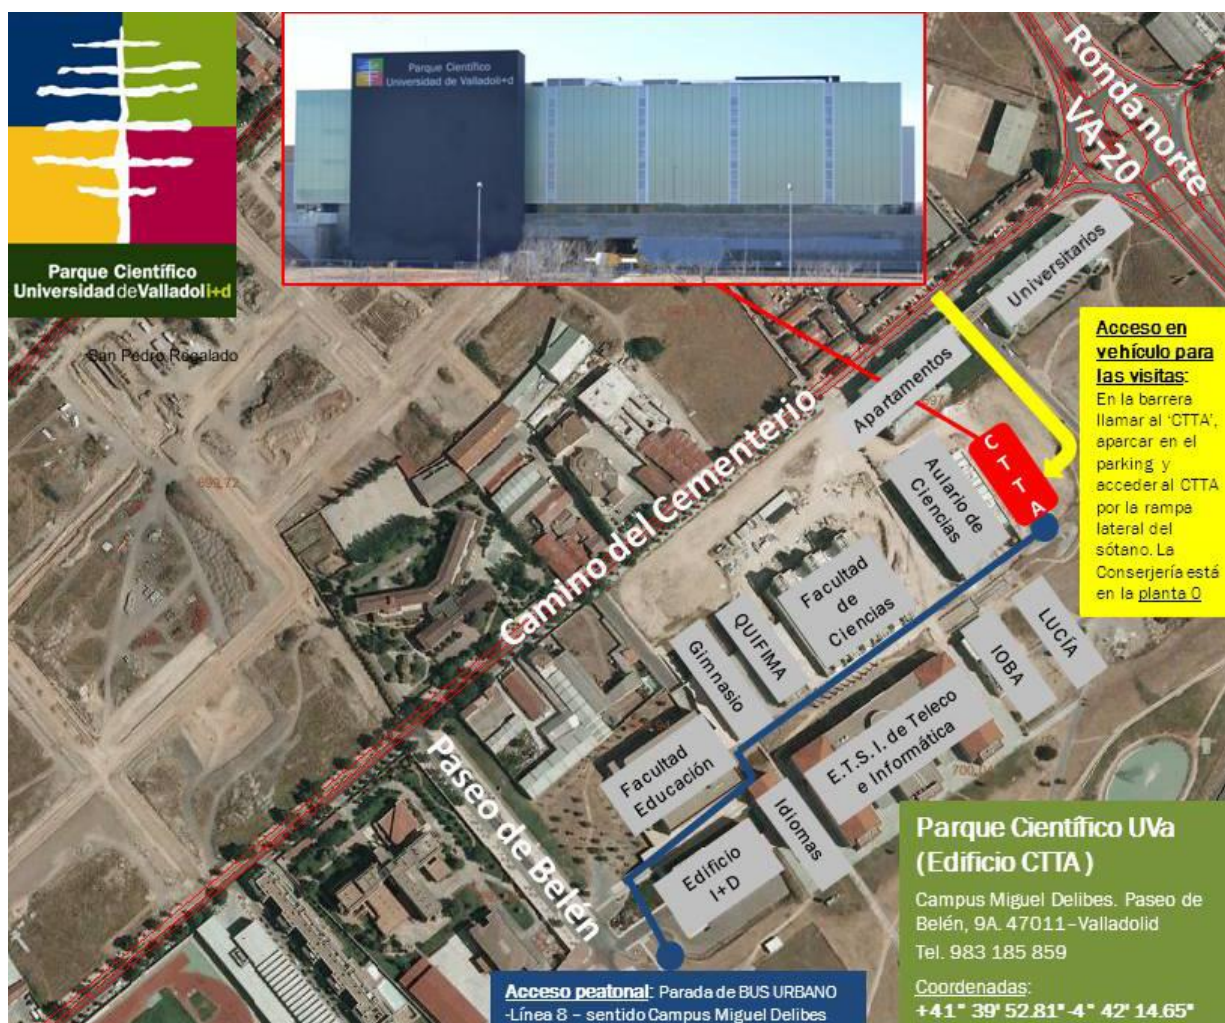 Parque Científico
Universidad de Valladoli+d
Parque Científico
Universidad de Valladoli+d
Ronda norte
VA-20
San Pedro Regalado
699,72
Universitarios
Apartamentos
Acceso en
vehículo para
las visitas:
En la barrera
llamar al ‘CTTA’,
aparcar en el
parking y
acceder al CTTA
por la rampa
lateral del
sótano. La
Conserjería está
en la planta 0
CTTA
Aulario de
Ciencias
Camino del Cementerio
Facultad
de
Ciencias
QUIFIMA
Gimnasio
LUCÍA
IOBA
E.T.S. I. de Teleco
e Informática
Facultad
Educación
Idiomas
Edificio
I+D
Paseo de Belén
Parque Científico UVa
(Edificio CTTA )
Campus Miguel Delibes. Paseo de
Belén, 9A. 47011–Valladolid
Tel. 983 185 859
Coordenadas:
+41° 39' 52.81"-4° 42' 14.65"
Acceso peatonal: Parada de BUS URBANO
-Línea 8 – sentido Campus Miguel Delibes